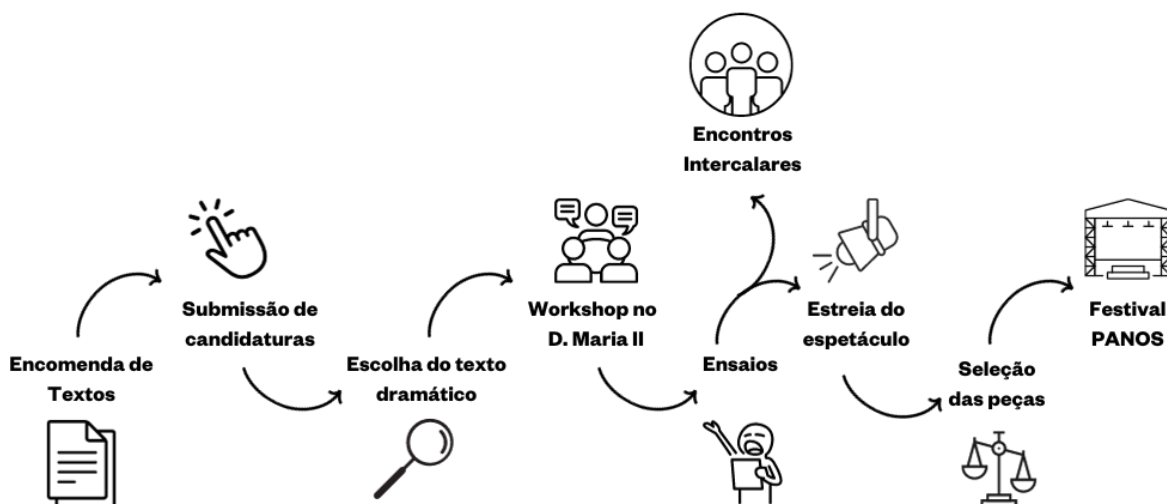 Encomenda de
Textos
Submissão de
candidaturas
Escolha do texto
dramático
Workshop no
D. Maria II
Ensaios
Encontros
Intercalares
Estreia do
espetáculo
Seleção
das peças
Festival
PANOS